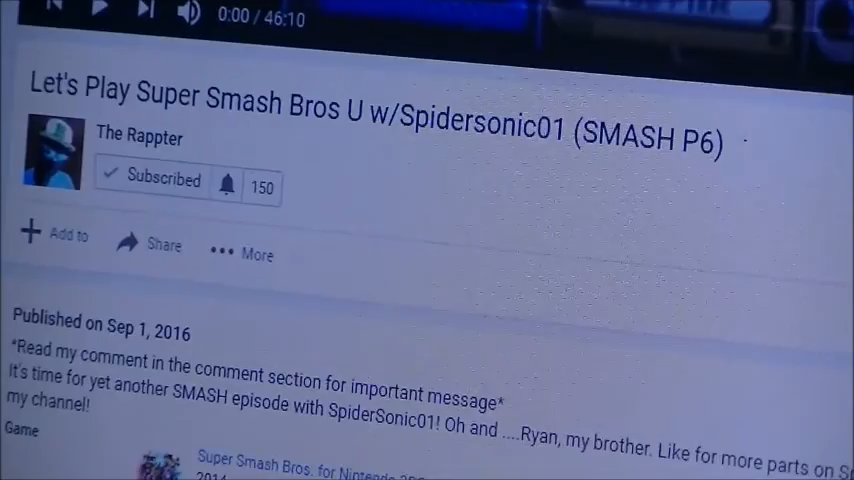 0:00 / 46:10
Let's Play Super Smash Bros U w/Spidersonic01 (SMASH P6)
The Rappter
Subscribed 150
Add to Share More
Published on Sep 1, 2016
*Read my comment in the comment section for important message*
It's time for yet another SMASH episode with SpiderSonic01! Oh and ....Ryan, my brother. Like for more parts on
my channel!
Game
Super Smash Bros. for Nintendo
2014